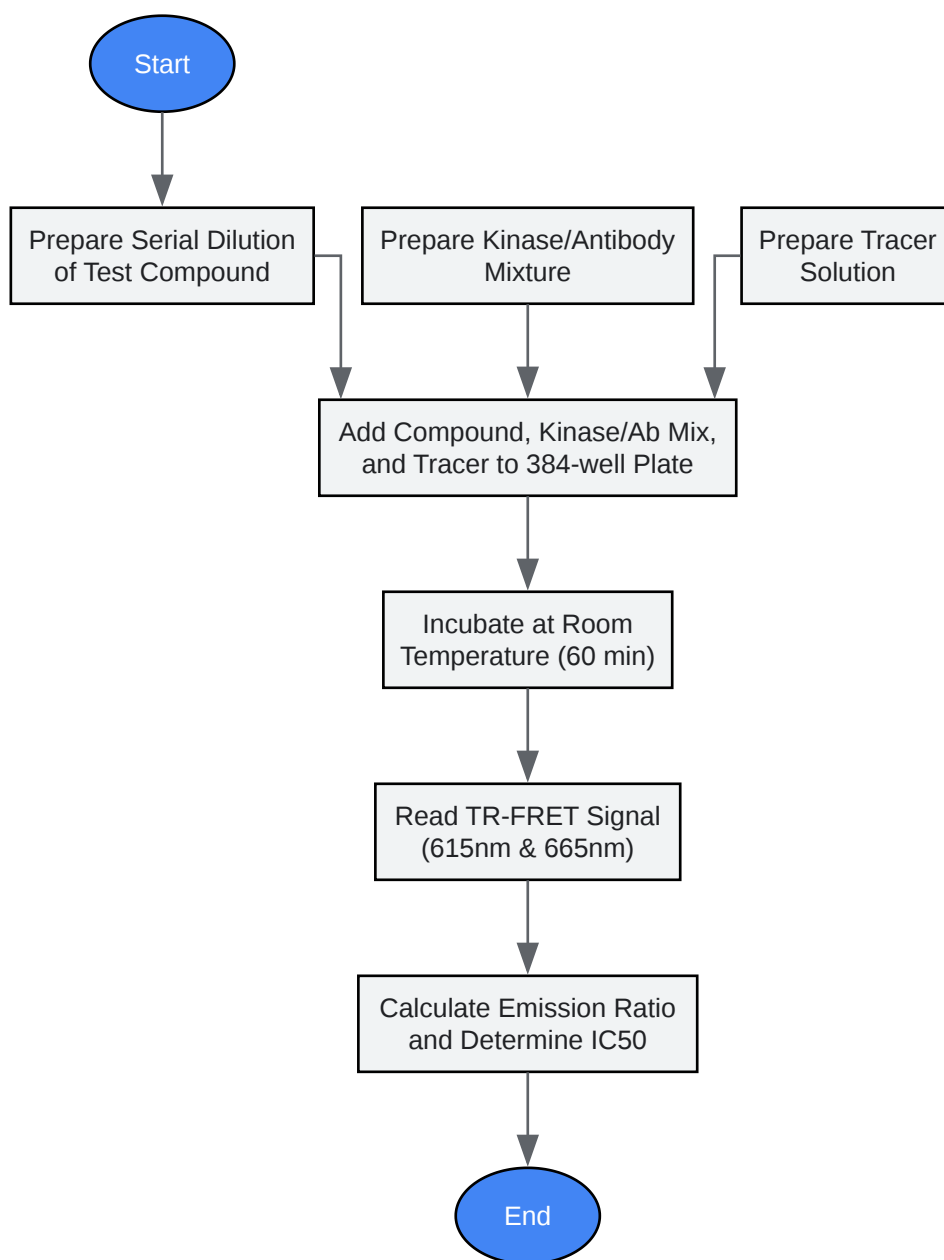 Start
Prepare Serial Dilution
of Test Compound
Prepare Kinase/Antibody
Mixture
Prepare Tracer
Solution
Add Compound, Kinase/Ab Mix,
and Tracer to 384-well Plate
Incubate at Room
Temperature (60 min)
Read TR-FRET Signal
(615nm & 665nm)
Calculate Emission Ratio
and Determine IC50
End